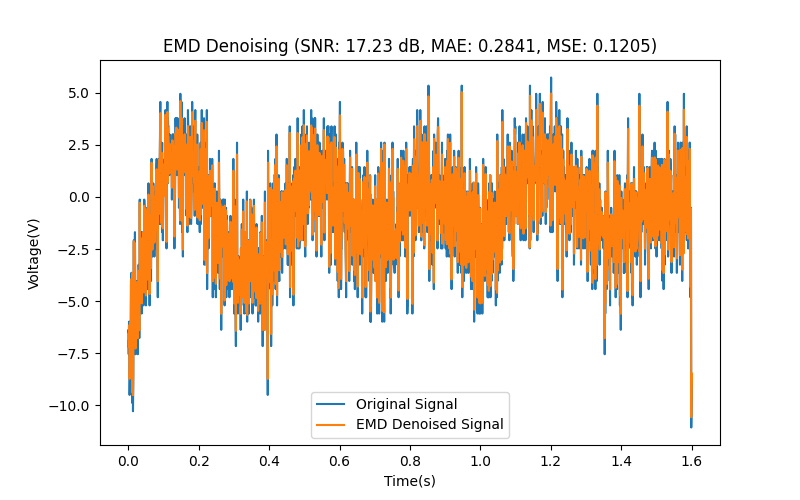 EMD Denoising (SNR: 17.23 dB, MAE: 0.2841, MSE: 0.1205)
5.0
2.5
0.0
−2.5
−5.0
−7.5
−10.0
Voltage(V)
Original Signal
EMD Denoised Signal
0.0 0.2 0.4 0.6 0.8 1.0 1.2 1.4 1.6
Time(s)